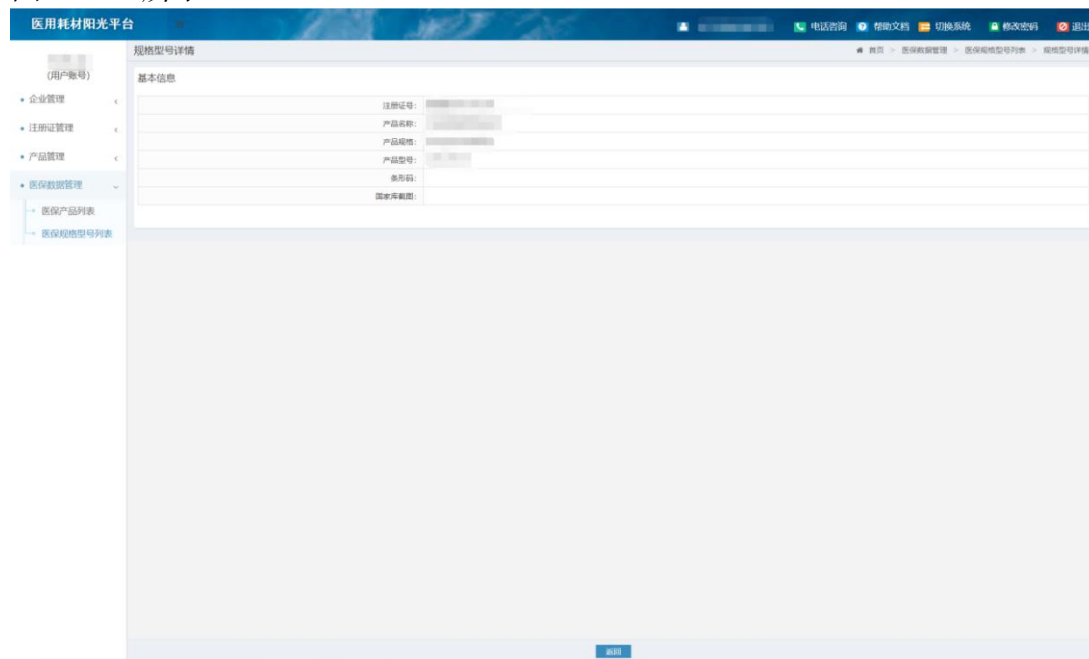 医用耗材阳光平台
电话咨询 帮助文档 切换系统 修改密码 退出
(用户账号)
企业管理
注册证管理
产品管理
医保数据管理
医保产品列表
医保规格型号列表
规格型号详情
首页 > 医保数据管理 > 医保规格型号列表 > 规格型号详情
基本信息
注册证号:
产品名称:
产品规格:
产品型号:
条形码:
国家库截图:
返回